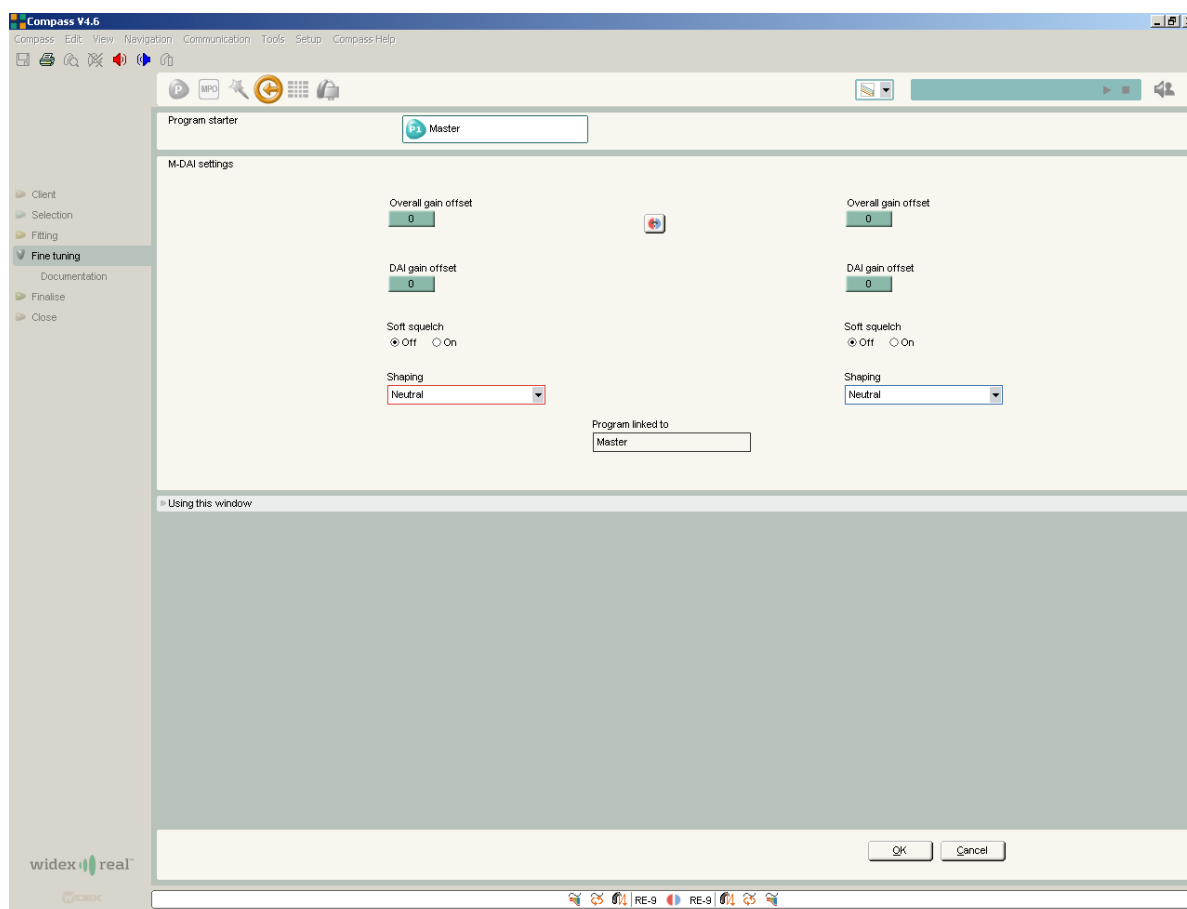 Compass V4.6
Compass Edit View Navigation Communication Tools Setup Compass Help
P MPO
Program starter
P1 Master
M-DAI settings
Client
Selection
Fitting
Fine tuning
Documentation
Finalise
Close
Overall gain offset Overall gain offset
0 0
DAI gain offset DAI gain offset
0 0
Soft squelch Soft squelch
Off On Off On
Shaping Shaping
Neutral Neutral
Program linked to
Master
Using this window
OK Cancel
widex real™
WIDEX
RE-9 RE-9